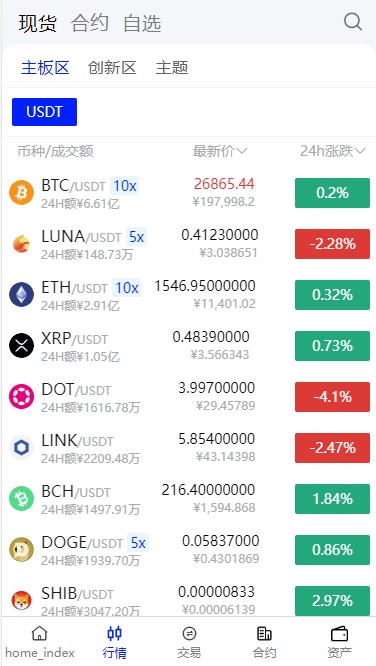 现货 合约 自选
主板区 创新区 主题
USDT
币种/成交额 最新价 24h涨跌
BTC/USDT 10x 26865.44 0.2%
24H额¥6.61亿 ¥197,998.2
LUNA/USDT 5x 0.41230000 -2.28%
24H额¥148.73万 ¥3.038651
ETH/USDT 10x 1546.95000000 0.32%
24H额¥2.91亿 ¥11,401.02
XRP/USDT 0.48390000 0.73%
24H额¥1.05亿 ¥3.566343
DOT/USDT 3.99700000 -4.1%
24H额¥1616.78万 ¥29.45789
LINK/USDT 5.85400000 -2.47%
24H额¥2209.48万 ¥43.14398
BCH/USDT 216.40000000 1.84%
24H额¥1497.91万 ¥1,594.868
DOGE/USDT 5x 0.05837000 0.86%
24H额¥1939.70万 ¥0.4301869
SHIB/USDT 0.00000833 2.97%
24H额¥3047.20万 ¥0.00006139
home_index 行情 交易 合约 资产